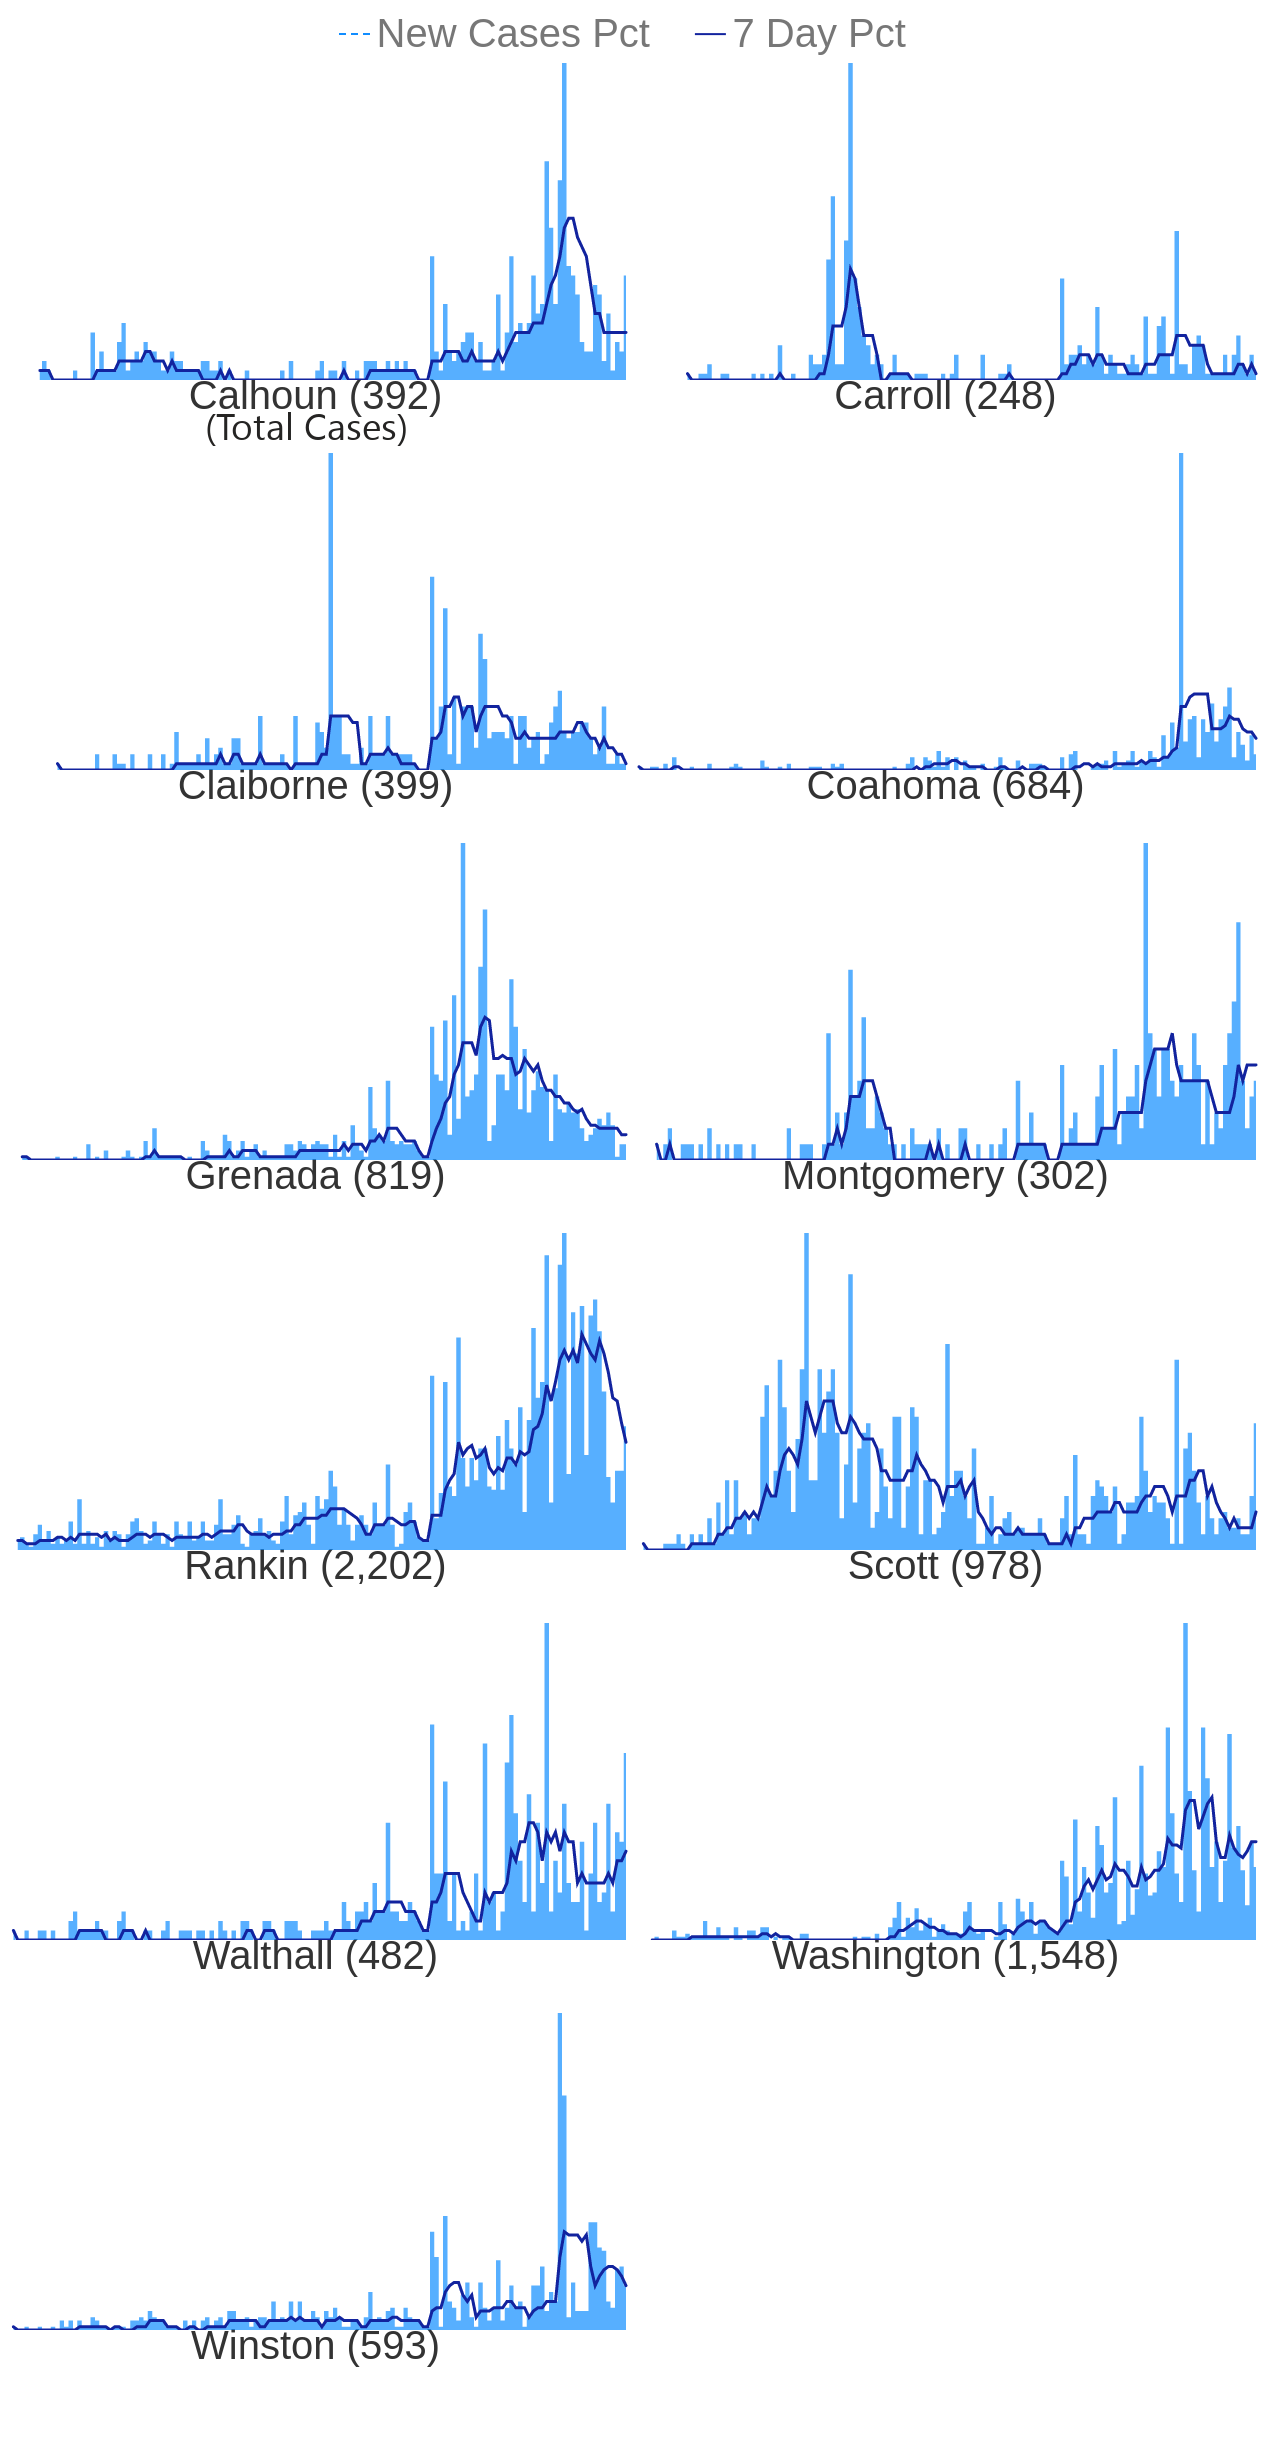 New Cases Pct 7 Day Pct
Calhoun (392) Carroll (248)
(Total Cases)
Claiborne (399) Coahoma (684)
Grenada (819) Montgomery (302)
Rankin (2,202) Scott (978)
Walthall (482) Washington (1,548)
Winston (593)